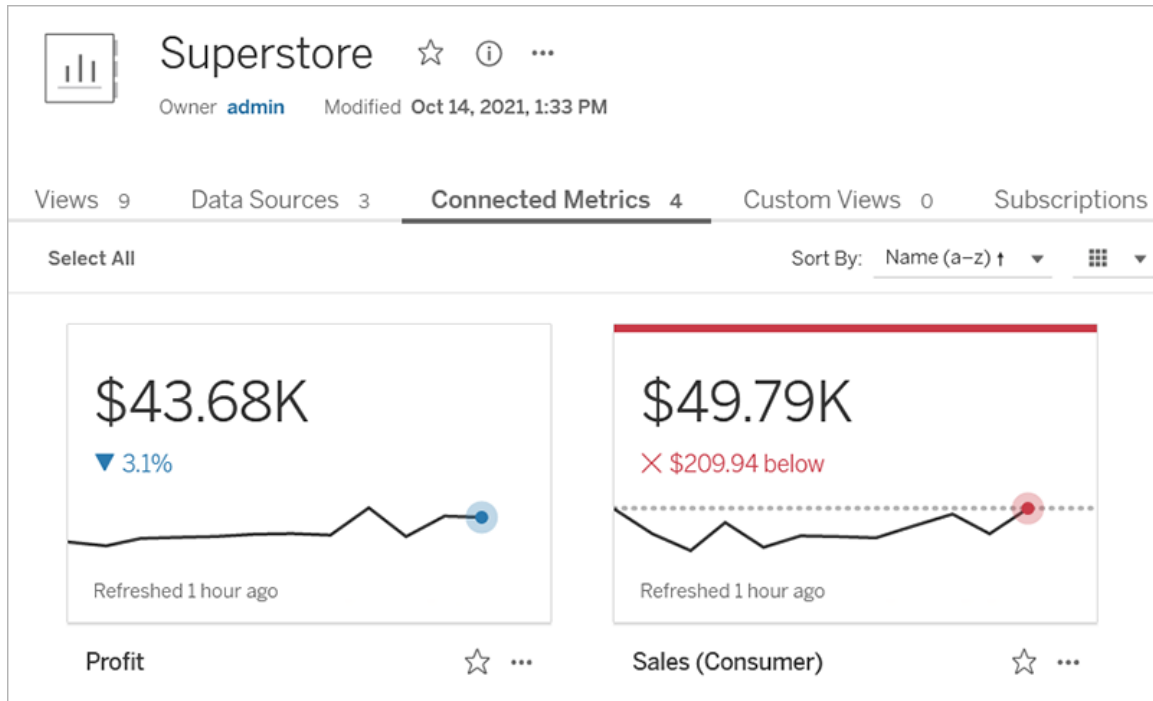 Superstore
Owner admin Modified Oct 14, 2021, 1:33 PM
Views 9 Data Sources 3 Connected Metrics 4 Custom Views 0 Subscriptions
Select All Sort By: Name (a–z) ↑
$43.68K
▼ 3.1%
Refreshed 1 hour ago
Profit
$49.79K
× $209.94 below
Refreshed 1 hour ago
Sales (Consumer)